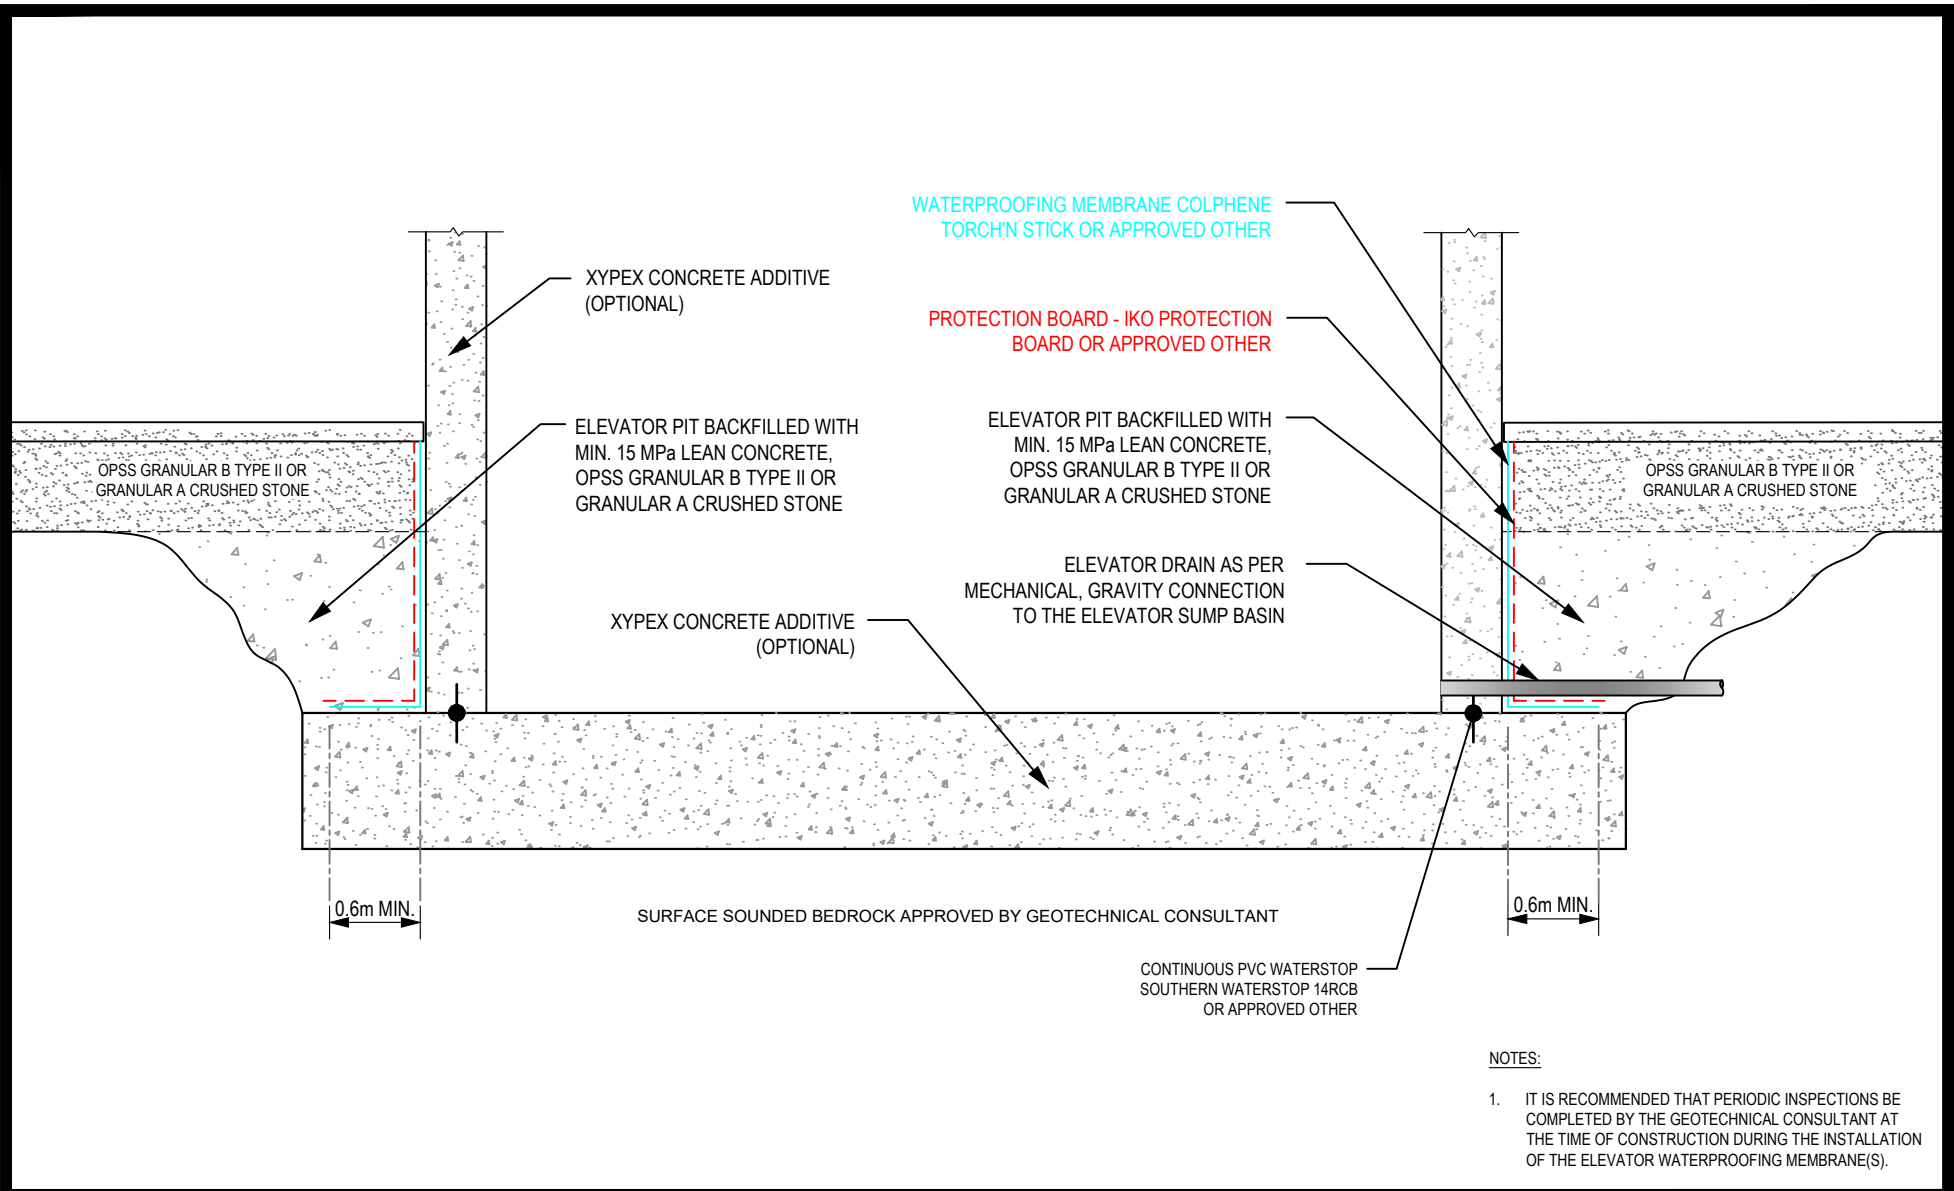 WATERPROOFING MEMBRANE COLPHENE
TORCH'N STICK OR APPROVED OTHER
XYPEX CONCRETE ADDITIVE
(OPTIONAL)
PROTECTION BOARD - IKO PROTECTION
BOARD OR APPROVED OTHER
ELEVATOR PIT BACKFILLED WITH
MIN. 15 MPa LEAN CONCRETE,
OPSS GRANULAR B TYPE II OR
GRANULAR A CRUSHED STONE
ELEVATOR PIT BACKFILLED WITH
MIN. 15 MPa LEAN CONCRETE,
OPSS GRANULAR B TYPE II OR
GRANULAR A CRUSHED STONE
OPSS GRANULAR B TYPE II OR
GRANULAR A CRUSHED STONE
OPSS GRANULAR B TYPE II OR
GRANULAR A CRUSHED STONE
ELEVATOR DRAIN AS PER
MECHANICAL, GRAVITY CONNECTION
TO THE ELEVATOR SUMP BASIN
XYPEX CONCRETE ADDITIVE
(OPTIONAL)
0.6m MIN.
SURFACE SOUNDED BEDROCK APPROVED BY GEOTECHNICAL CONSULTANT
0.6m MIN.
CONTINUOUS PVC WATERSTOP
SOUTHERN WATERSTOP 14RCB
OR APPROVED OTHER
NOTES:
1. IT IS RECOMMENDED THAT PERIODIC INSPECTIONS BE
COMPLETED BY THE GEOTECHNICAL CONSULTANT AT
THE TIME OF CONSTRUCTION DURING THE INSTALLATION
OF THE ELEVATOR WATERPROOFING MEMBRANE(S).